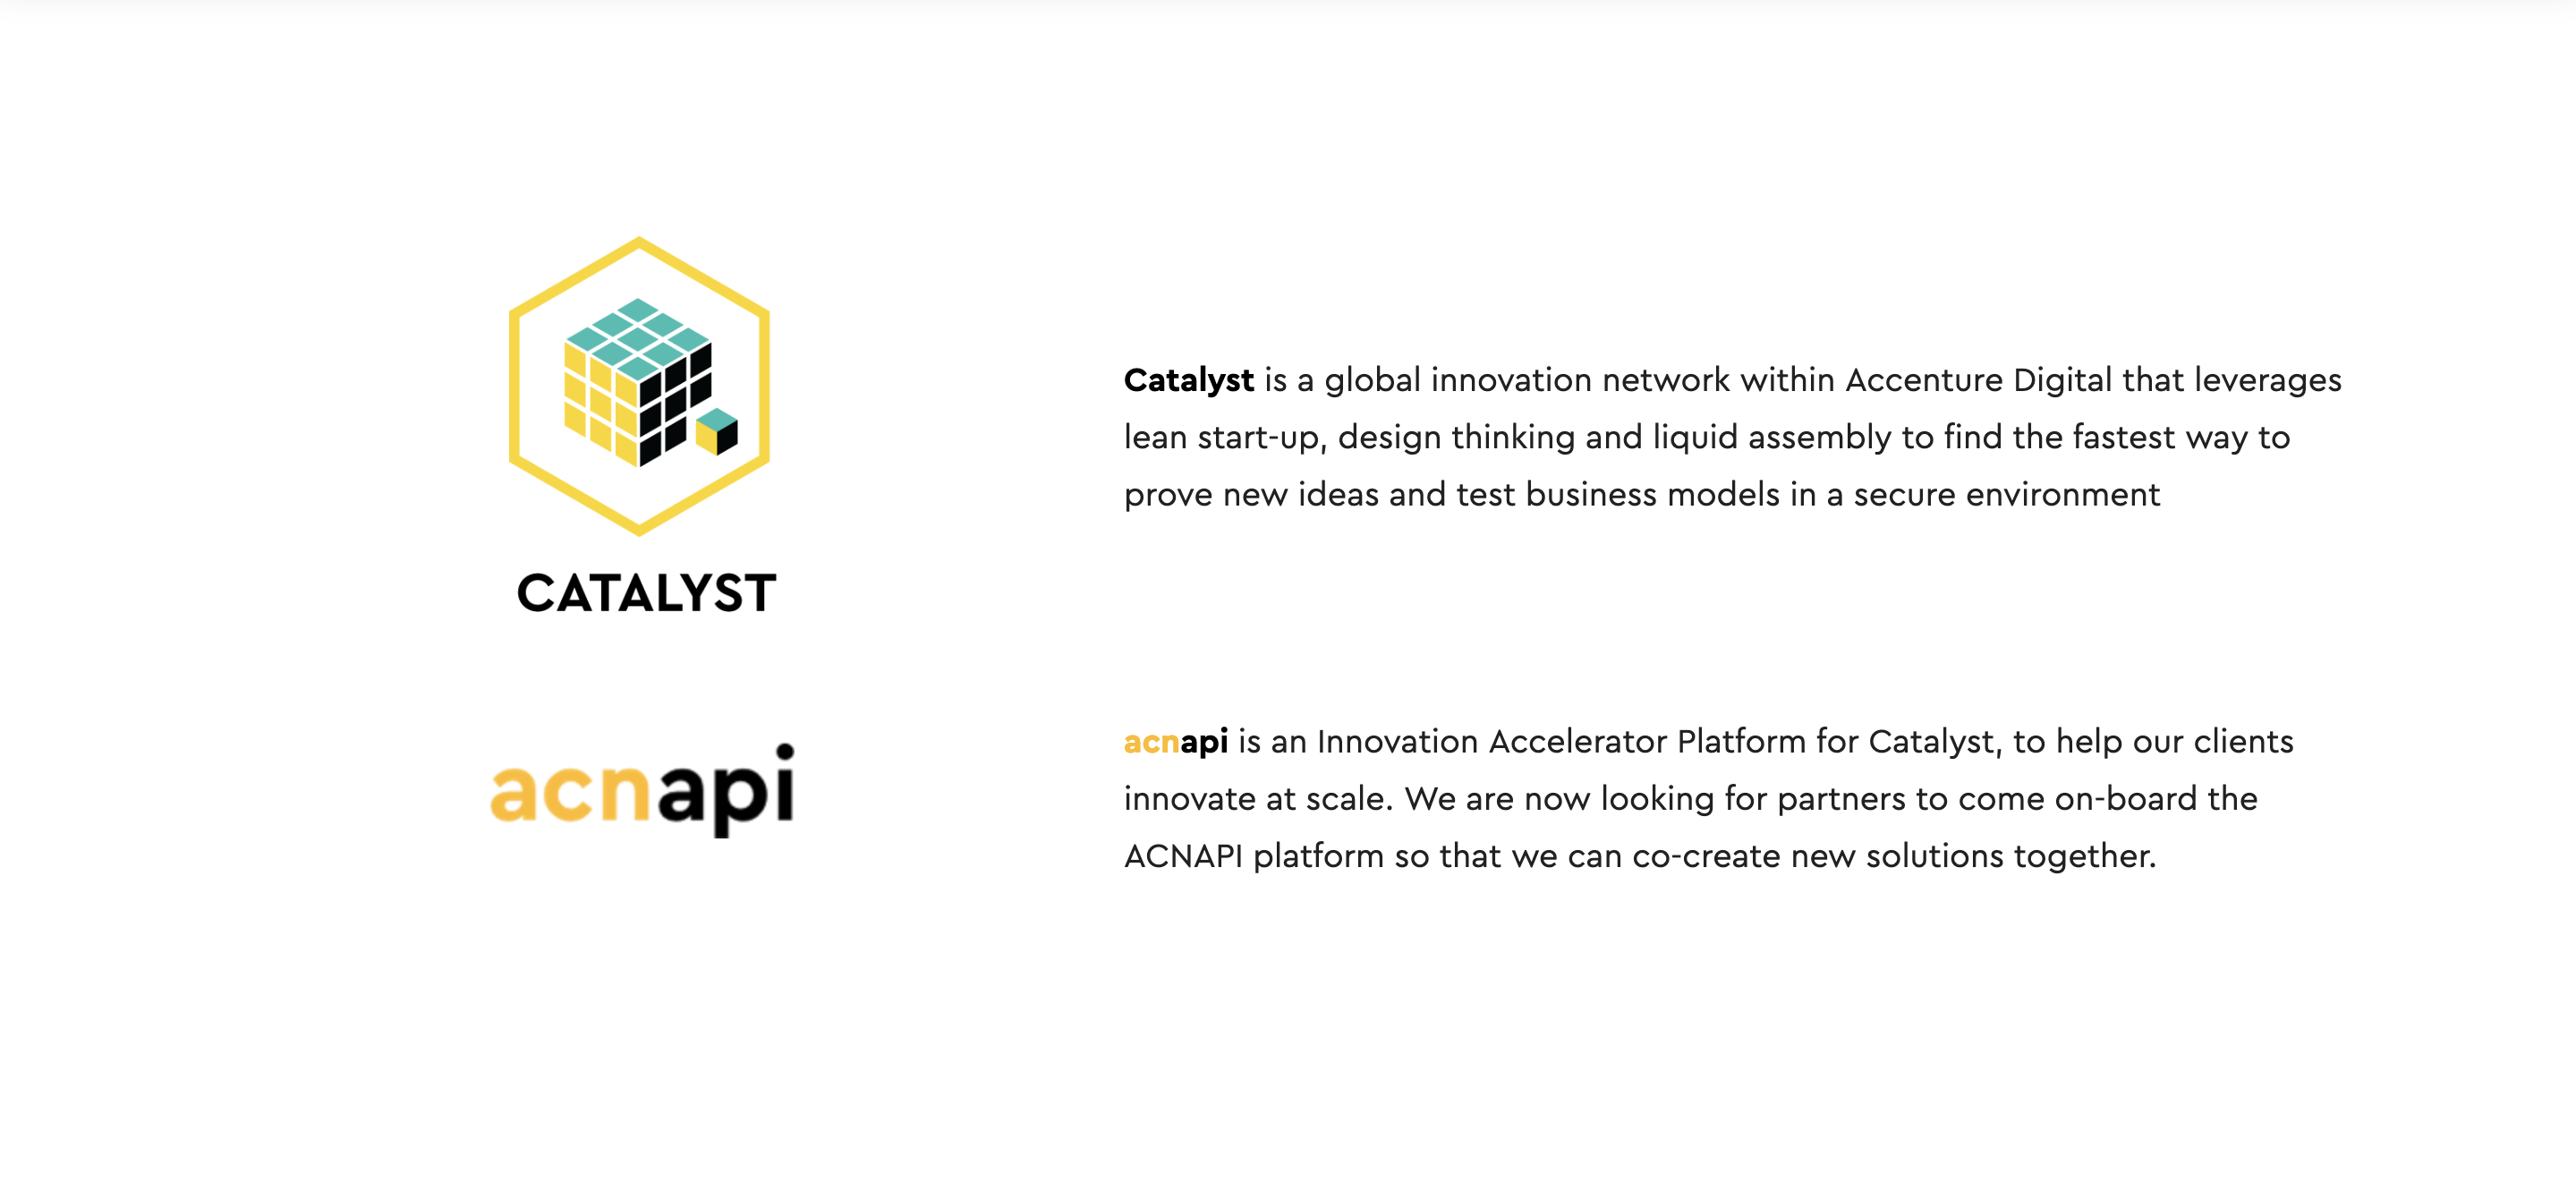 CATALYST
Catalyst is a global innovation network within Accenture Digital that leverages
lean start-up, design thinking and liquid assembly to find the fastest way to
prove new ideas and test business models in a secure environment
acnapi
acnapi is an Innovation Accelerator Platform for Catalyst, to help our clients
innovate at scale. We are now looking for partners to come on-board the
ACNAPI platform so that we can co-create new solutions together.